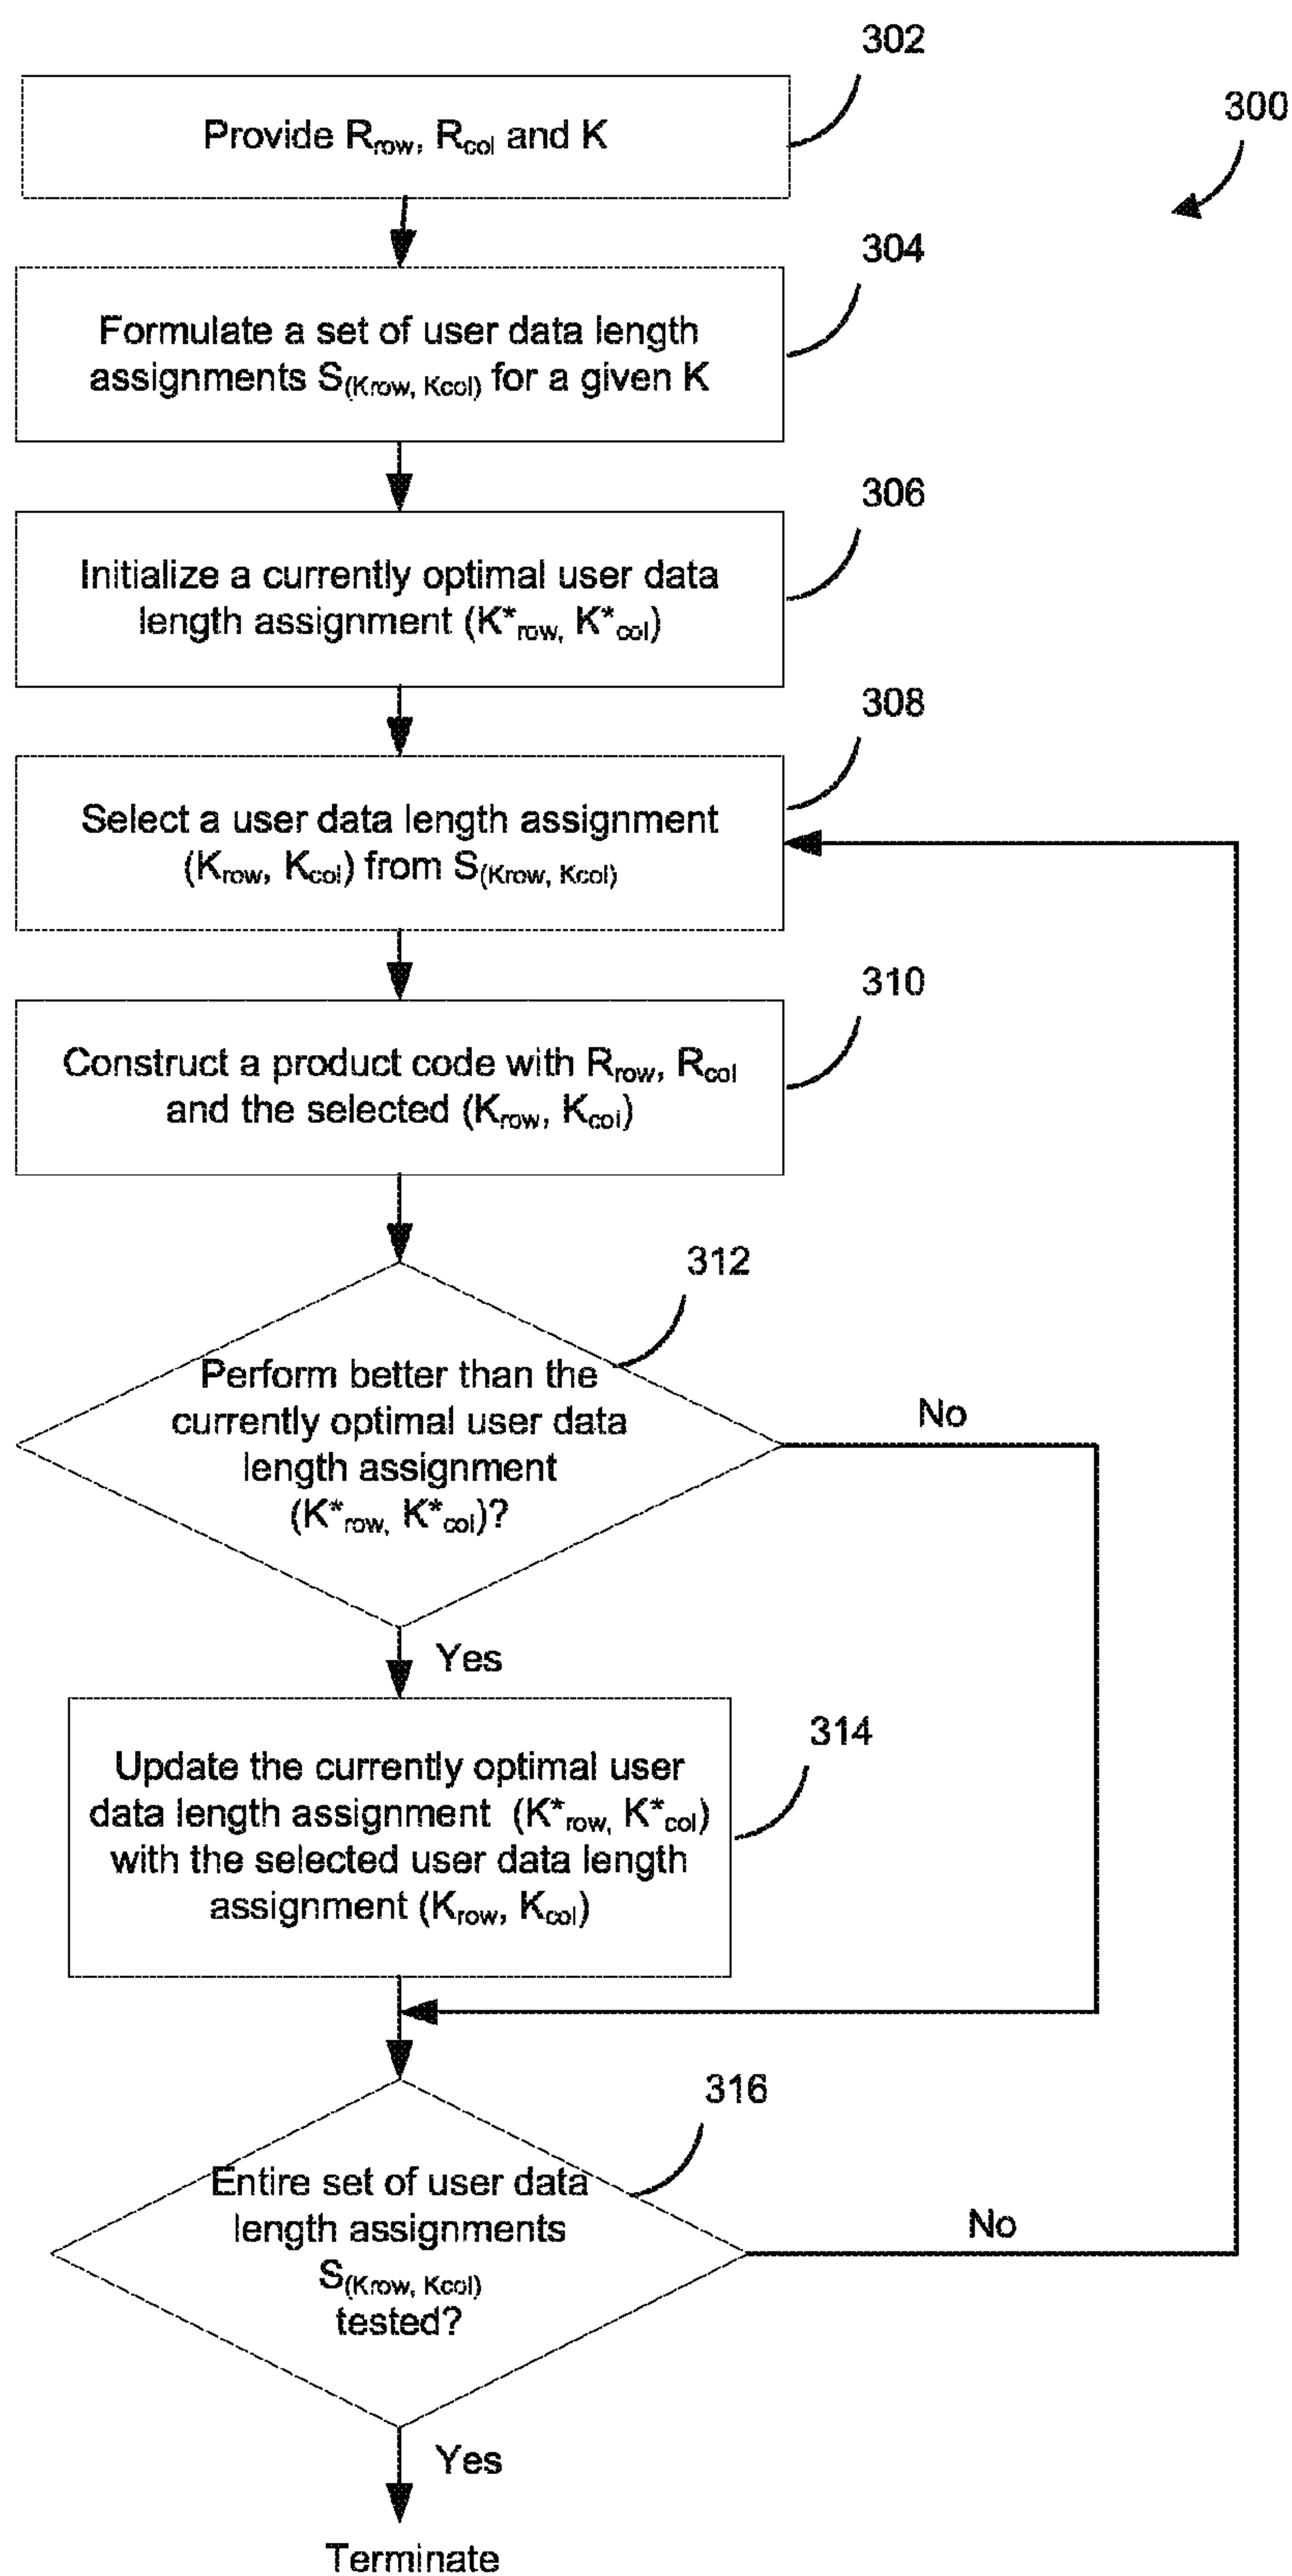 302
300
Provide Rrow, Rcol and K
304
Formulate a set of user data length
assignments S(Krow, Kcol) for a given K
306
Initialize a currently optimal user data
length assignment (K*row, K*col)
308
Select a user data length assignment
(Krow, Kcol) from S(Krow, Kcol)
310
Construct a product code with Rrow, Rcol
and the selected (Krow, Kcol)
312
Perform better than the
currently optimal user data
length assignment
(K*row, K*col)?
No
Yes
314
Update the currently optimal user
data length assignment (K*row, K*col)
with the selected user data length
assignment (Krow, Kcol)
316
Entire set of user data
length assignments
S(Krow, Kcol)
tested?
No
Yes
Terminate